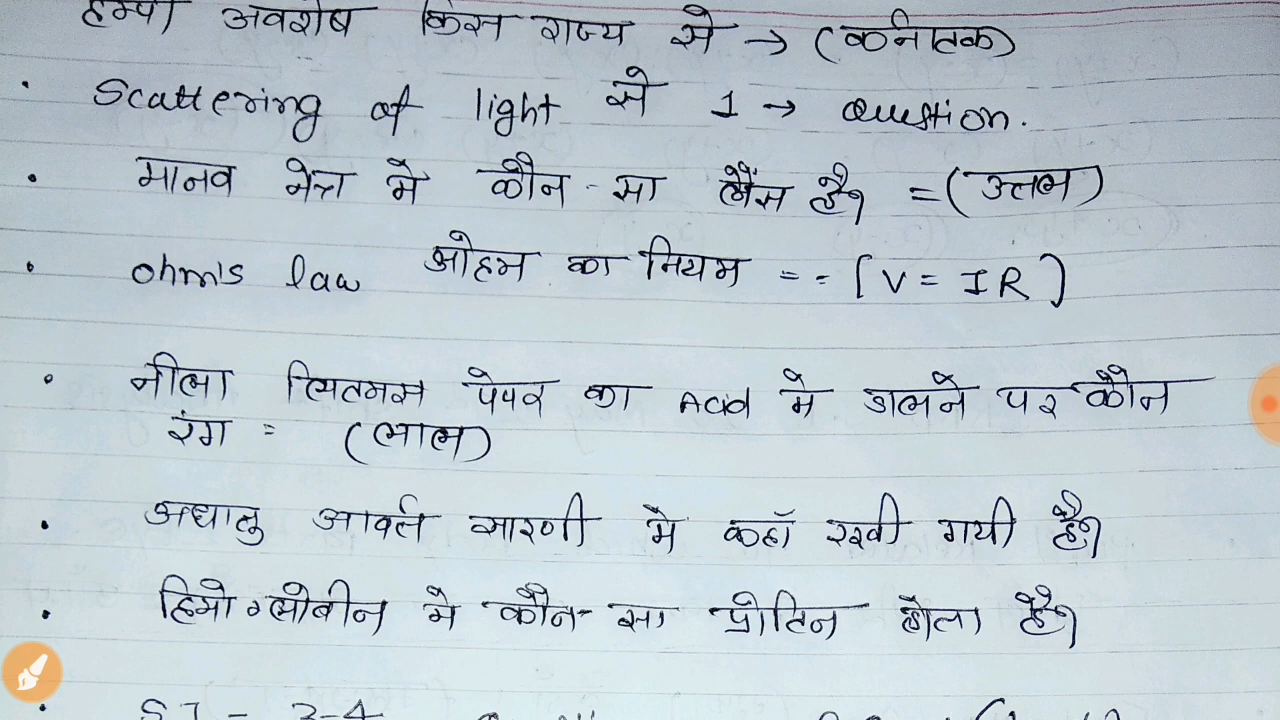 हम्पी अवशेष किस राज्य से → (कर्नाटक)
• Scattering of light से 1 → Question.
• मानव नेत्र मे कौन-सा लैंस है। = (उत्तल)
• ohm's law ओहम का नियम = = [V = IR]
• नीला लितमस पेपर का Acid मे डालने पर कौन
रंग = (लाल)
• अधातु आवर्त सारणी मे कहाँ रखी गयी है।
• हिमोग्लोबीन मे कौन-सा प्रोटिन होता है।